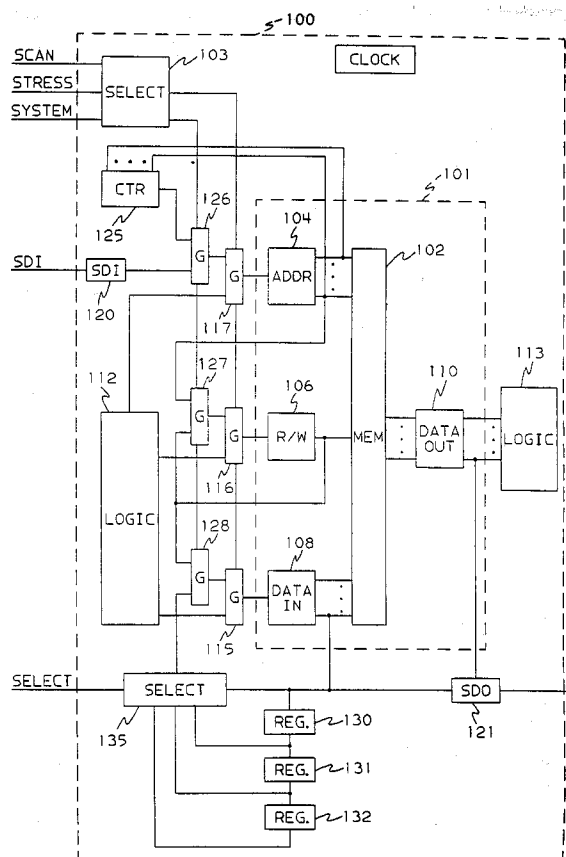 100
SCAN
103
CLOCK
STRESS
SELECT
SYSTEM
101
CTR
126
104
102
125
G
SDI
SDI
G
ADDR
120
117
113
112
127
106
110
G
G
R/W
MEM
DATA
OUT
LOGIC
116
128
108
LOGIC
G
G
DATA
IN
115
SELECT
SELECT
SDO
135
REG.
130
121
REG.
131
REG.
132